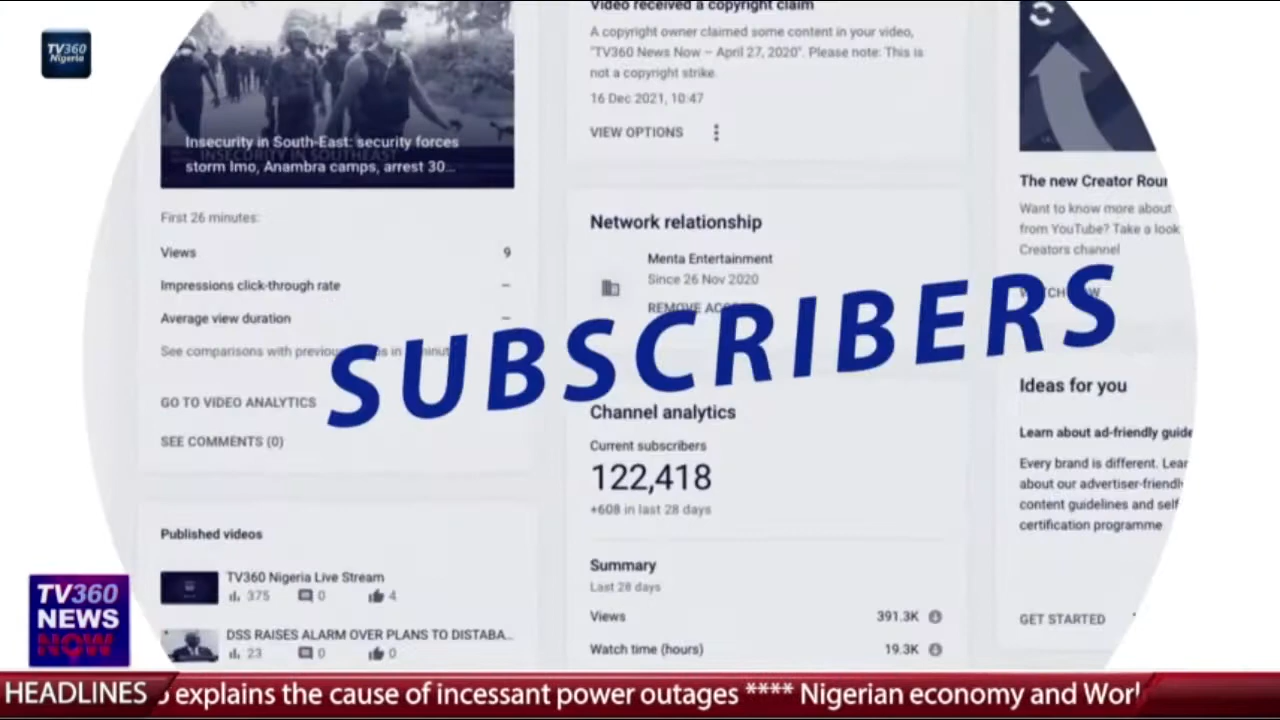 TV360
Nigeria
Insecurity in South-East: security forces
storm Imo, Anambra camps, arrest 30...
First 26 minutes:
Views 9
Impressions click-through rate –
Average view duration –
GO TO VIDEO ANALYTICS
SEE COMMENTS (0)
Published videos
TV360 Nigeria Live Stream
375 0 4
DSS RAISES ALARM OVER PLANS TO DISTABA...
23 0 0
Video received a copyright claim
A copyright owner claimed some content in your video,
"TV360 News Now – April 27, 2020". Please note: This is
not a copyright strike.
16 Dec 2021, 10:47
VIEW OPTIONS
Network relationship
Menta Entertainment
Since 26 Nov 2020
REMOVE
SUBSCRIBERS
Channel analytics
Current subscribers
122,418
+608 in last 28 days
Summary
Last 28 days
Views 391.3K
Watch time (hours) 19.3K
The new Creator
Want to know more about
from YouTube? Take a look
Creators channel
Ideas for you
Learn about ad-friendly
Every brand is different.
about our
content guidelines and self
certification programme
GET STARTED
TV360
NEWS
NOW
HEADLINES explains the cause of incessant power outages **** Nigerian economy and